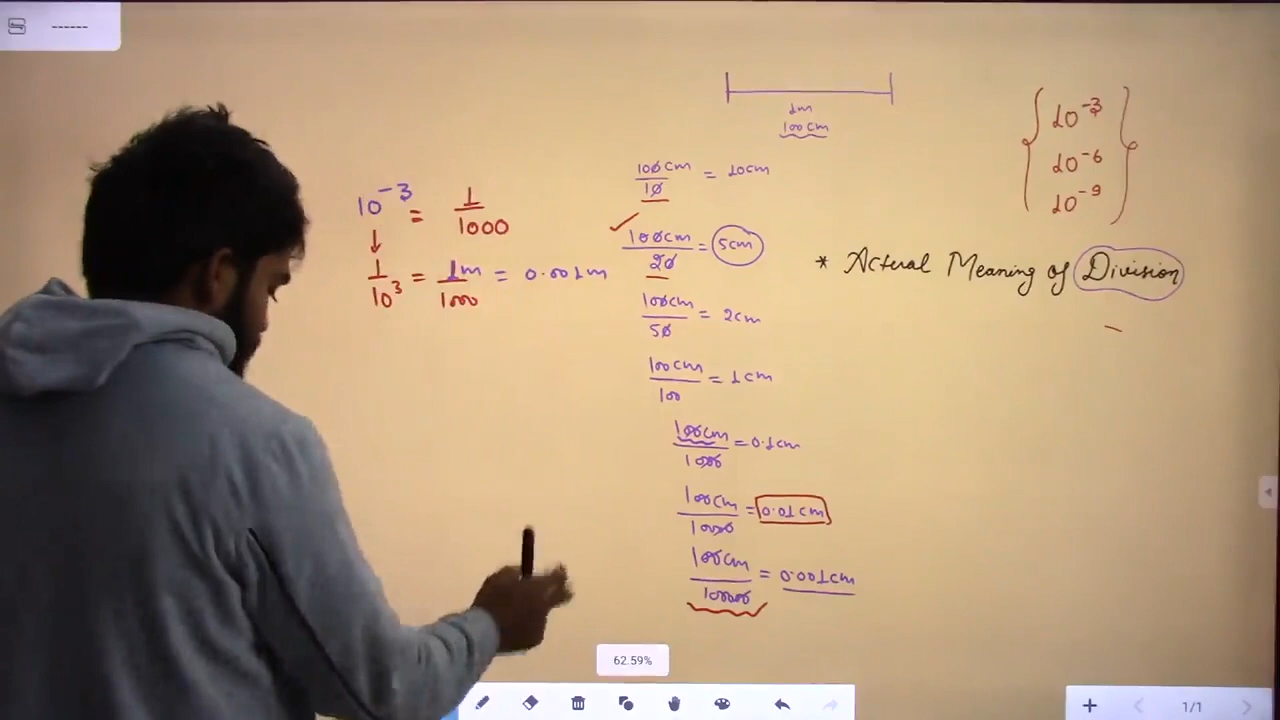 ------
1m
100cm
10⁻³ = 1/1000
↓
1/10³ = 1m/1000 = 0.001m
100cm/10 = 10cm
✓ 100cm/20 = 5cm
100cm/50 = 2cm
100cm/100 = 1cm
100cm/1000 = 0.1cm
100cm/10000 = 0.01cm
100cm/100000 = 0.001cm
{ 10⁻³
10⁻⁶
10⁻⁹ }
* Actural Meaning of Division
62.59%
1/1